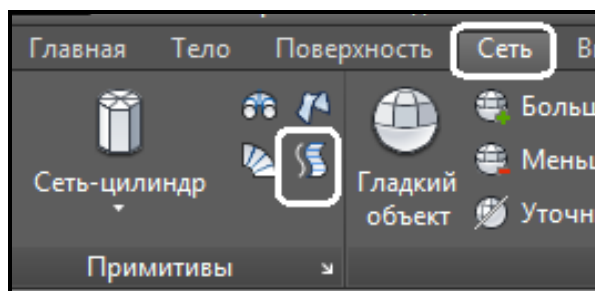 Главная Тело Поверхность Сеть
Сеть-цилиндр
Гладкий
объект
Примитивы